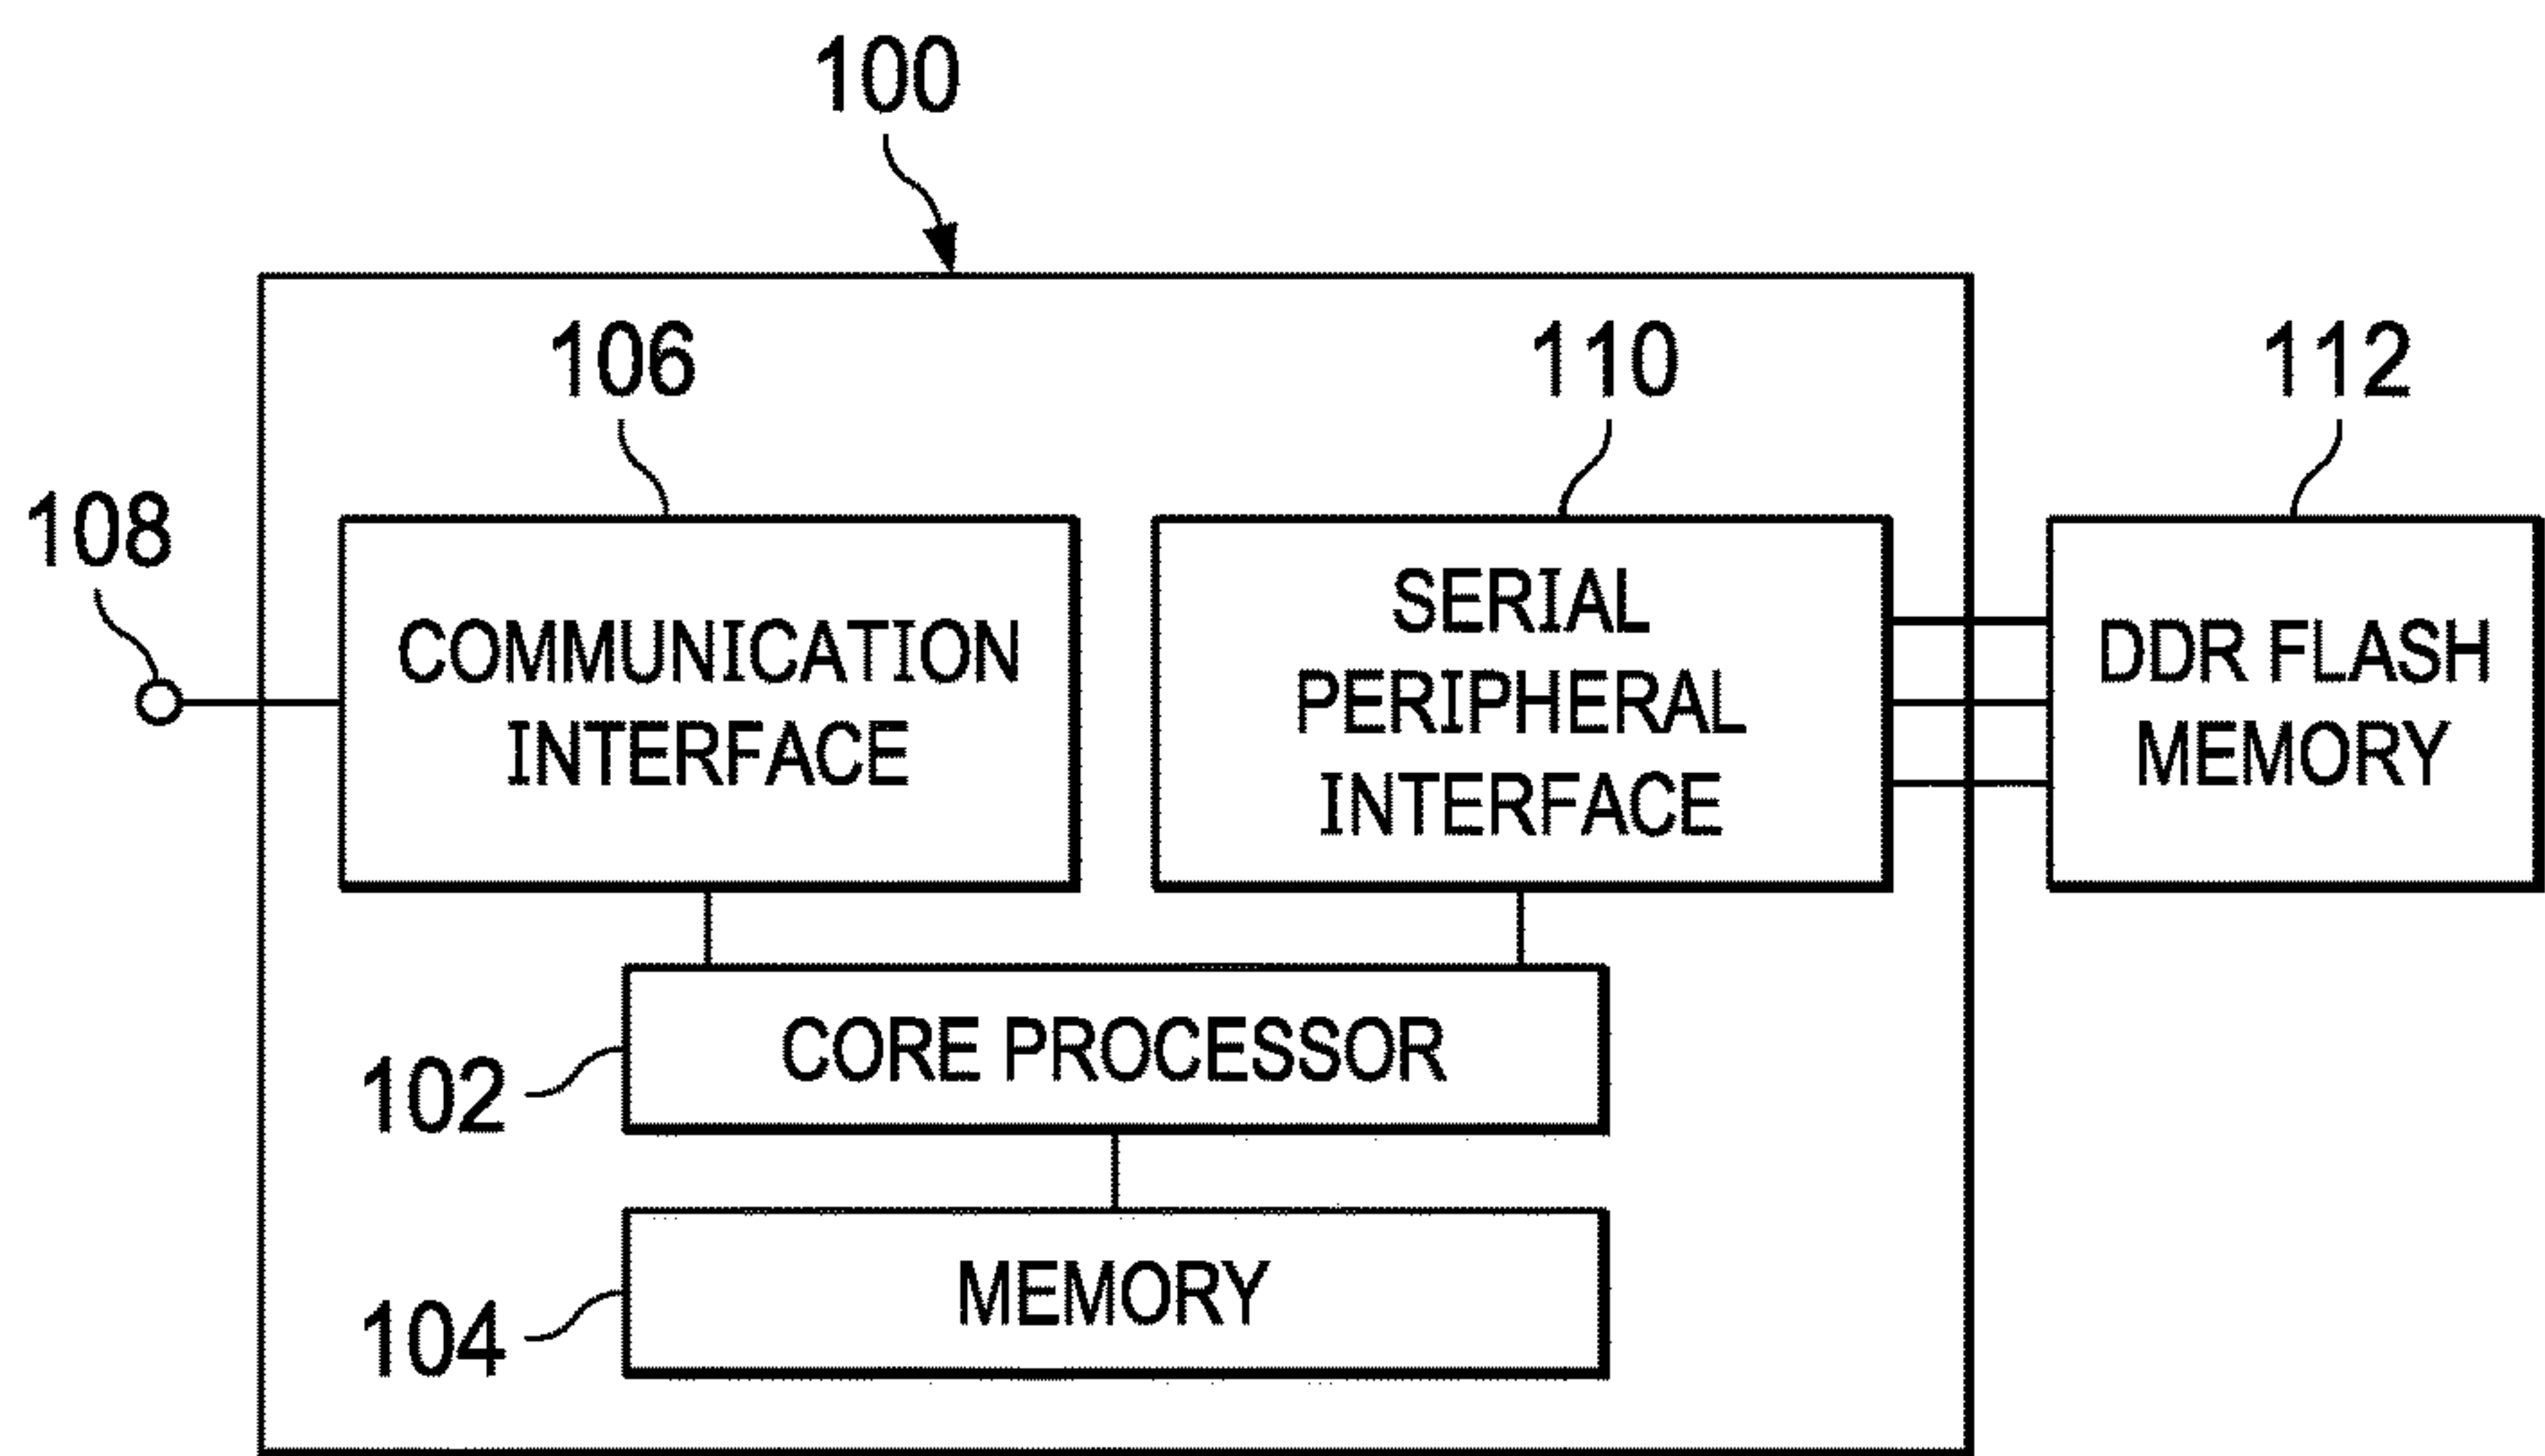 100
106
110
112
108
COMMUNICATION
INTERFACE
SERIAL
PERIPHERAL
INTERFACE
DDR FLASH
MEMORY
102
CORE PROCESSOR
104
MEMORY